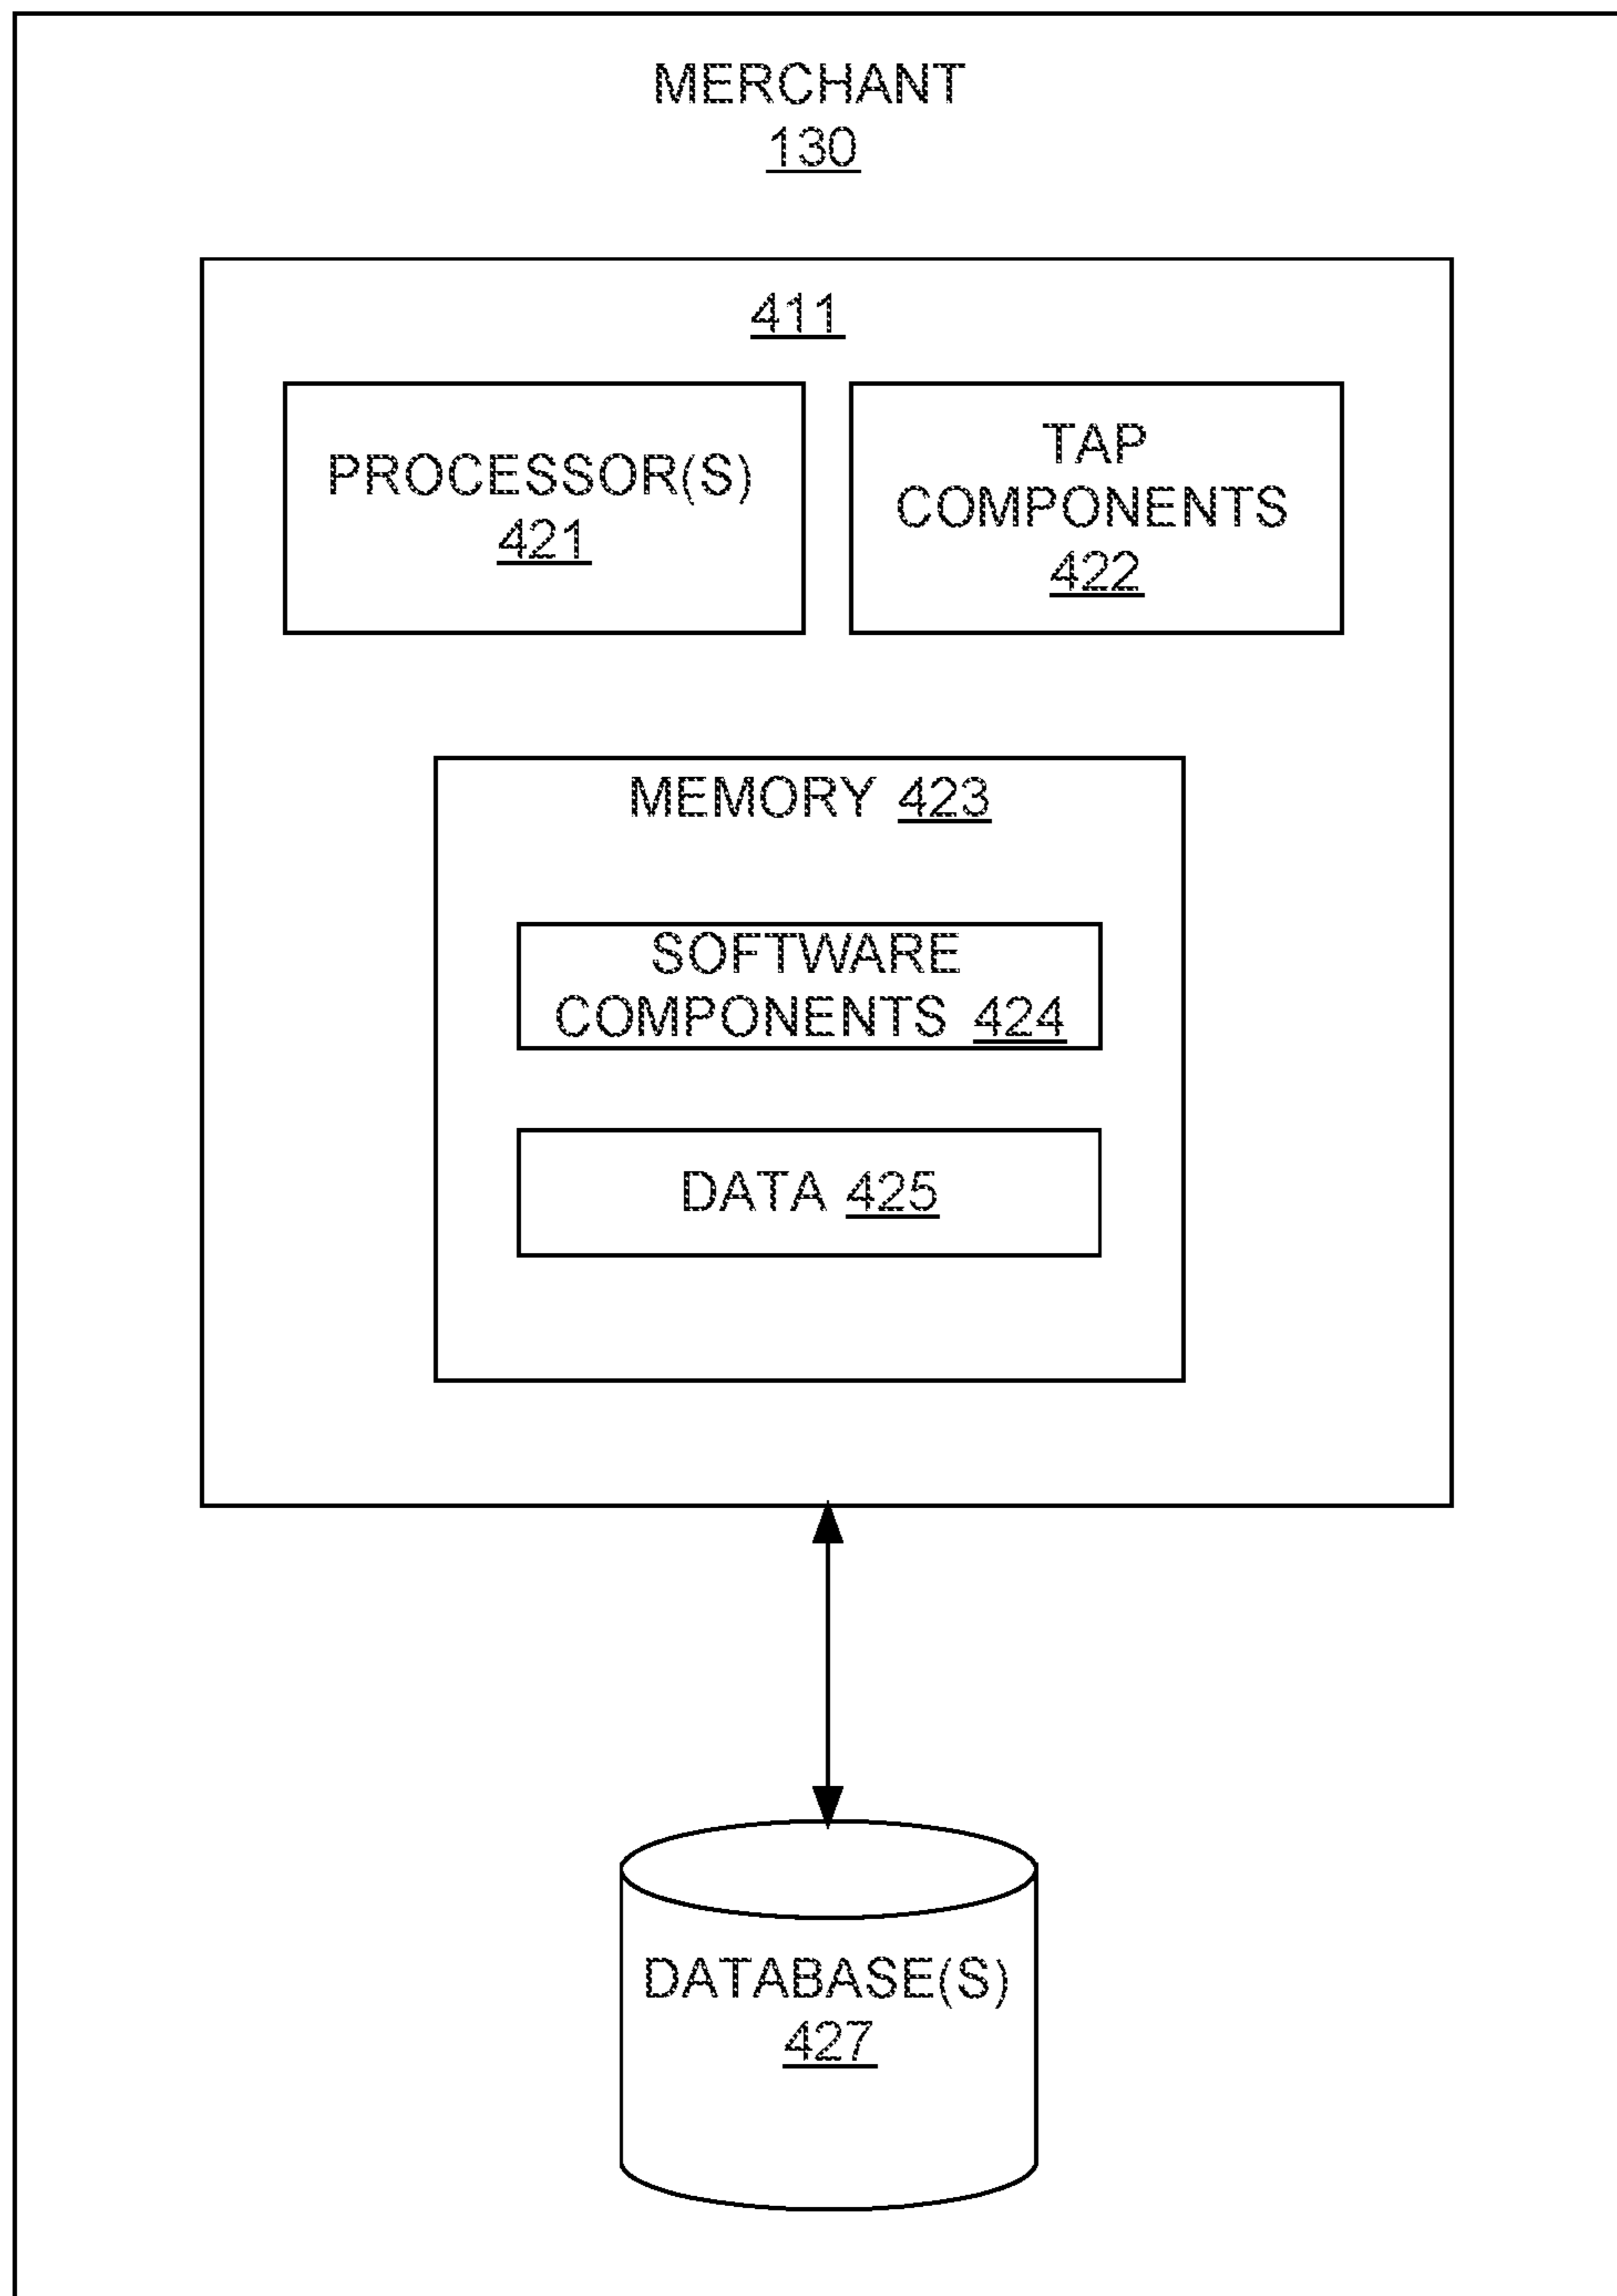 MERCHANT
130
411
PROCESSOR(S)
421
TAP
COMPONENTS
422
MEMORY 423
SOFTWARE
COMPONENTS 424
DATA 425
DATABASE(S)
427